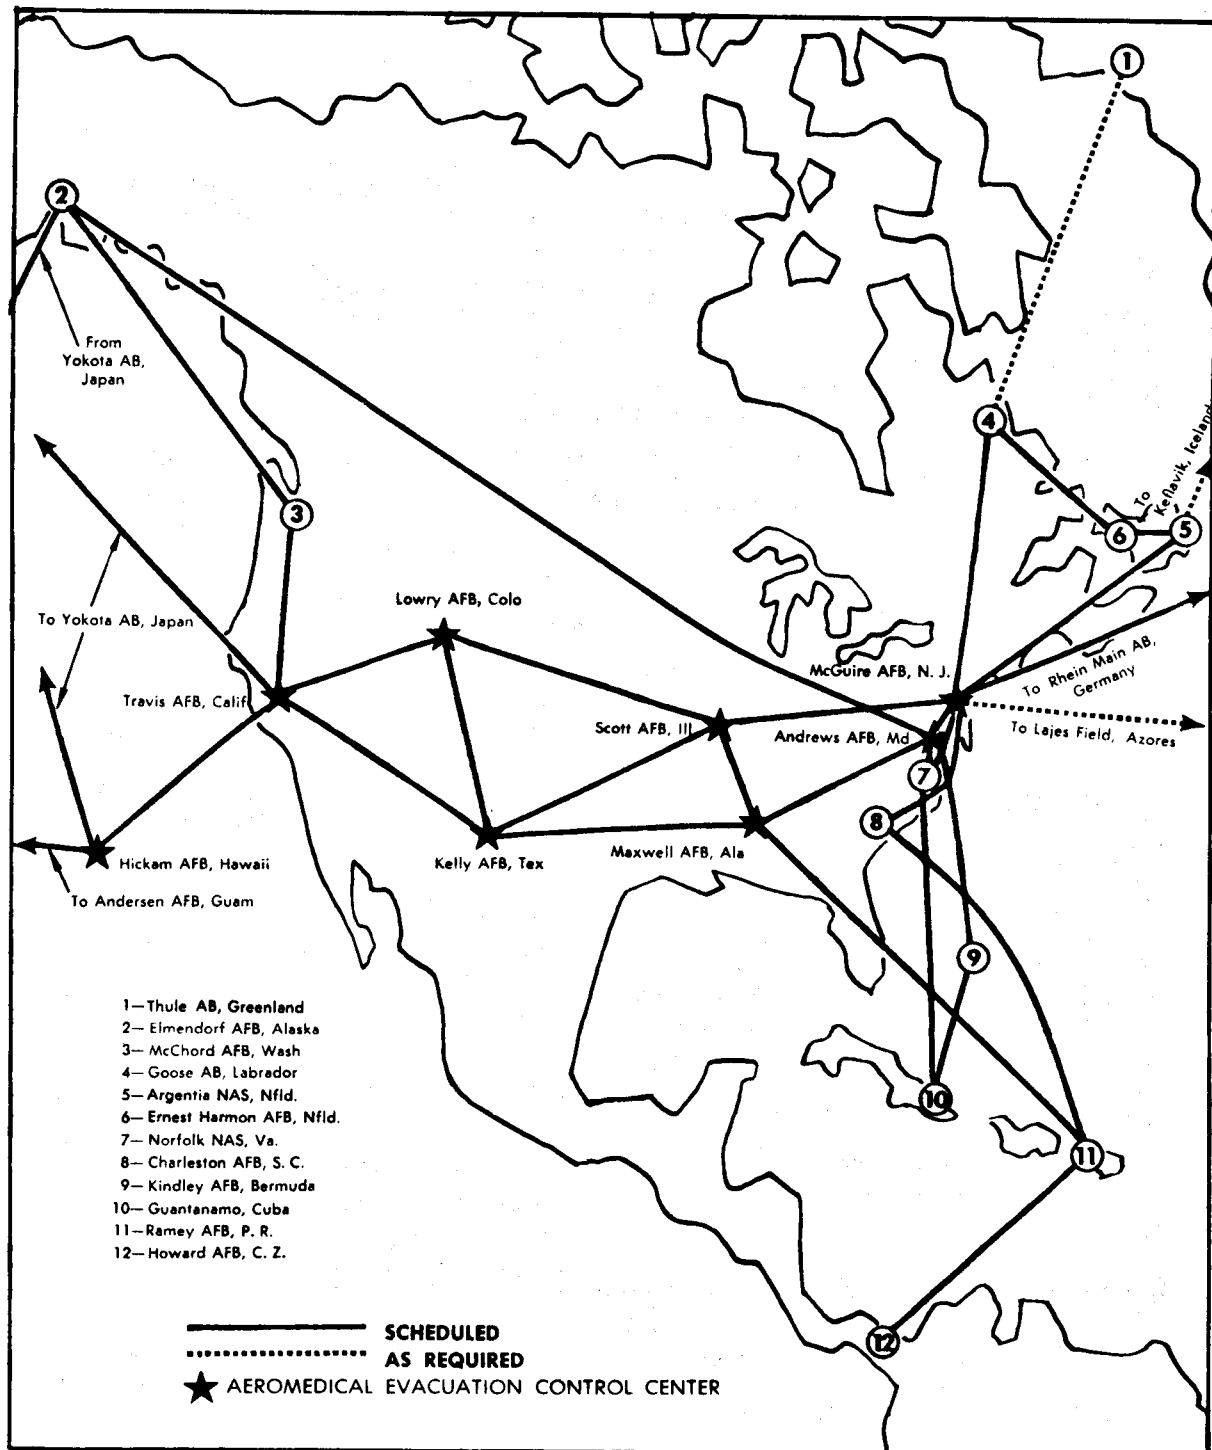 1
2
From
Yokota AB,
Japan
4
To
Keflavik, Iceland
3
6
5
Lowry AFB, Colo
To Yokota AB, Japan
McGuire AFB, N. J.
To Rhein Main AB,
Germany
Travis AFB, Calif
Scott AFB, Ill
Andrews AFB, Md
To Lajes Field, Azores
7
8
Hickam AFB, Hawaii
Kelly AFB, Tex
Maxwell AFB, Ala
To Andersen AFB, Guam
9
1—Thule AB, Greenland
2—Elmendorf AFB, Alaska
3—McChord AFB, Wash
4—Goose AB, Labrador
5—Argentia NAS, Nfld.
6—Ernest Harmon AFB, Nfld.
7—Norfolk NAS, Va.
8—Charleston AFB, S. C.
9—Kindley AFB, Bermuda
10—Guantanamo, Cuba
11—Ramey AFB, P. R.
12—Howard AFB, C. Z.
10
11
12
SCHEDULED
AS REQUIRED
AEROMEDICAL EVACUATION CONTROL CENTER